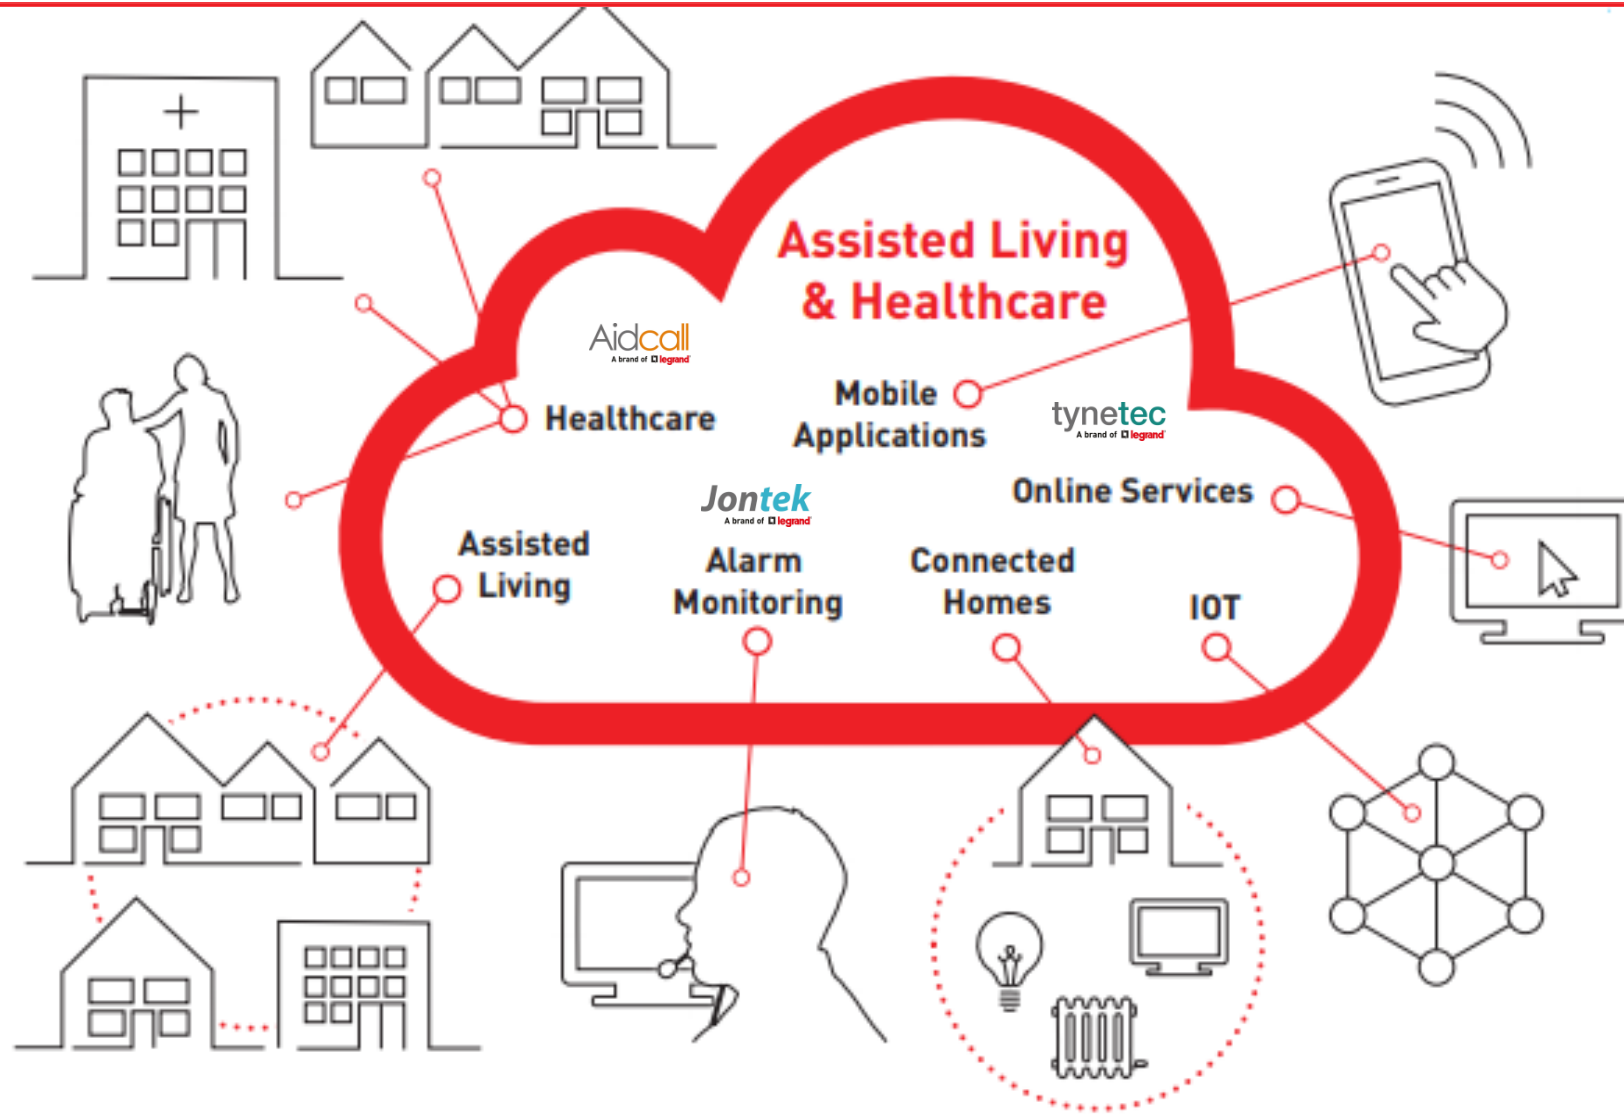 Assisted Living
& Healthcare
Aidcall
A brand of legrand
Healthcare
Mobile
Applications
tynetec
A brand of legrand
Online Services
Jontek
A brand of legrand
Assisted
Living
Alarm
Monitoring
Connected
Homes
IOT